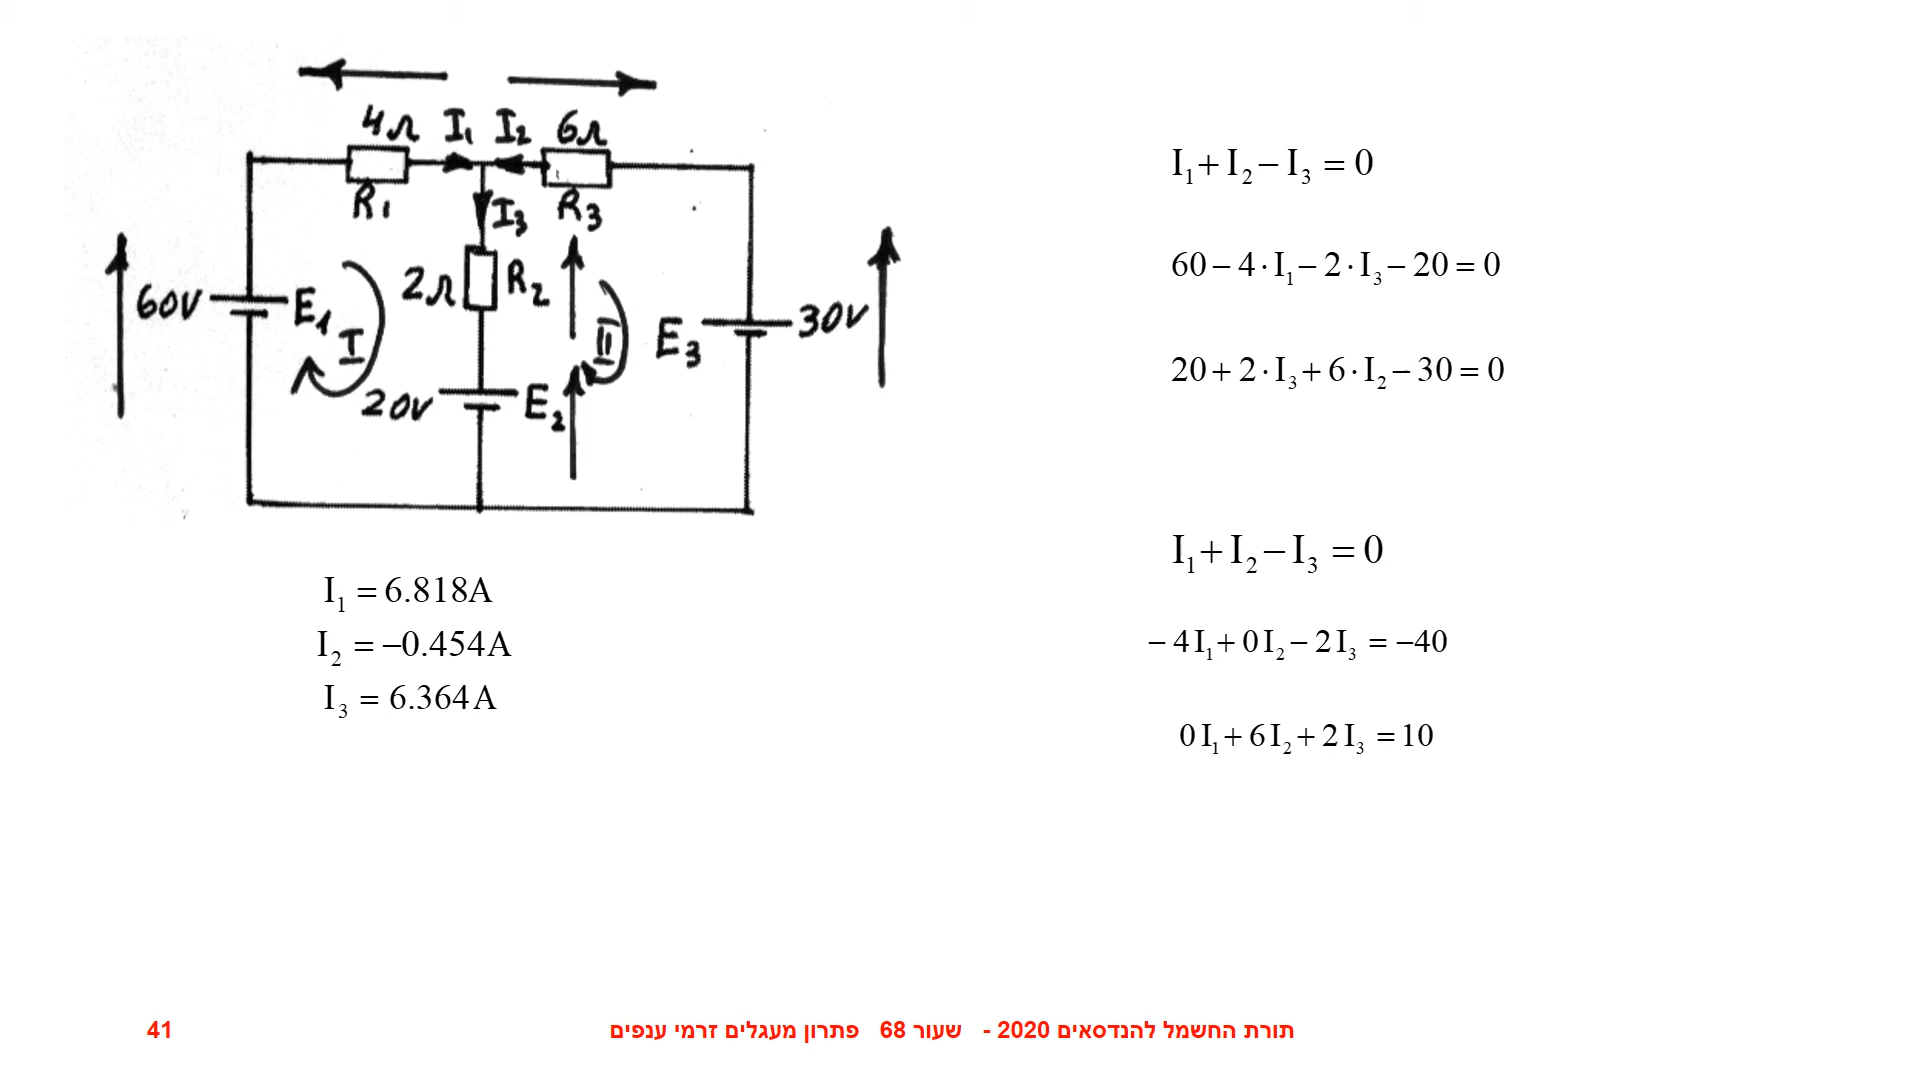 4Ω I₁ I₂ 6Ω
R₁ I₃ R₃
60V E₁ I 2Ω R₂ II E₃ 30V
20V E₂
I₁ + I₂ − I₃ = 0
60 − 4·I₁ − 2·I₃ − 20 = 0
20 + 2·I₃ + 6·I₂ − 30 = 0
I₁ = 6.818A
I₂ = −0.454A
I₃ = 6.364A
I₁ + I₂ − I₃ = 0
− 4I₁ + 0I₂ − 2I₃ = −40
0I₁ + 6I₂ + 2I₃ = 10
תורת החשמל להנדסאים 2020 - שעור 68 פתרון מעגלים זרמי ענפים
41